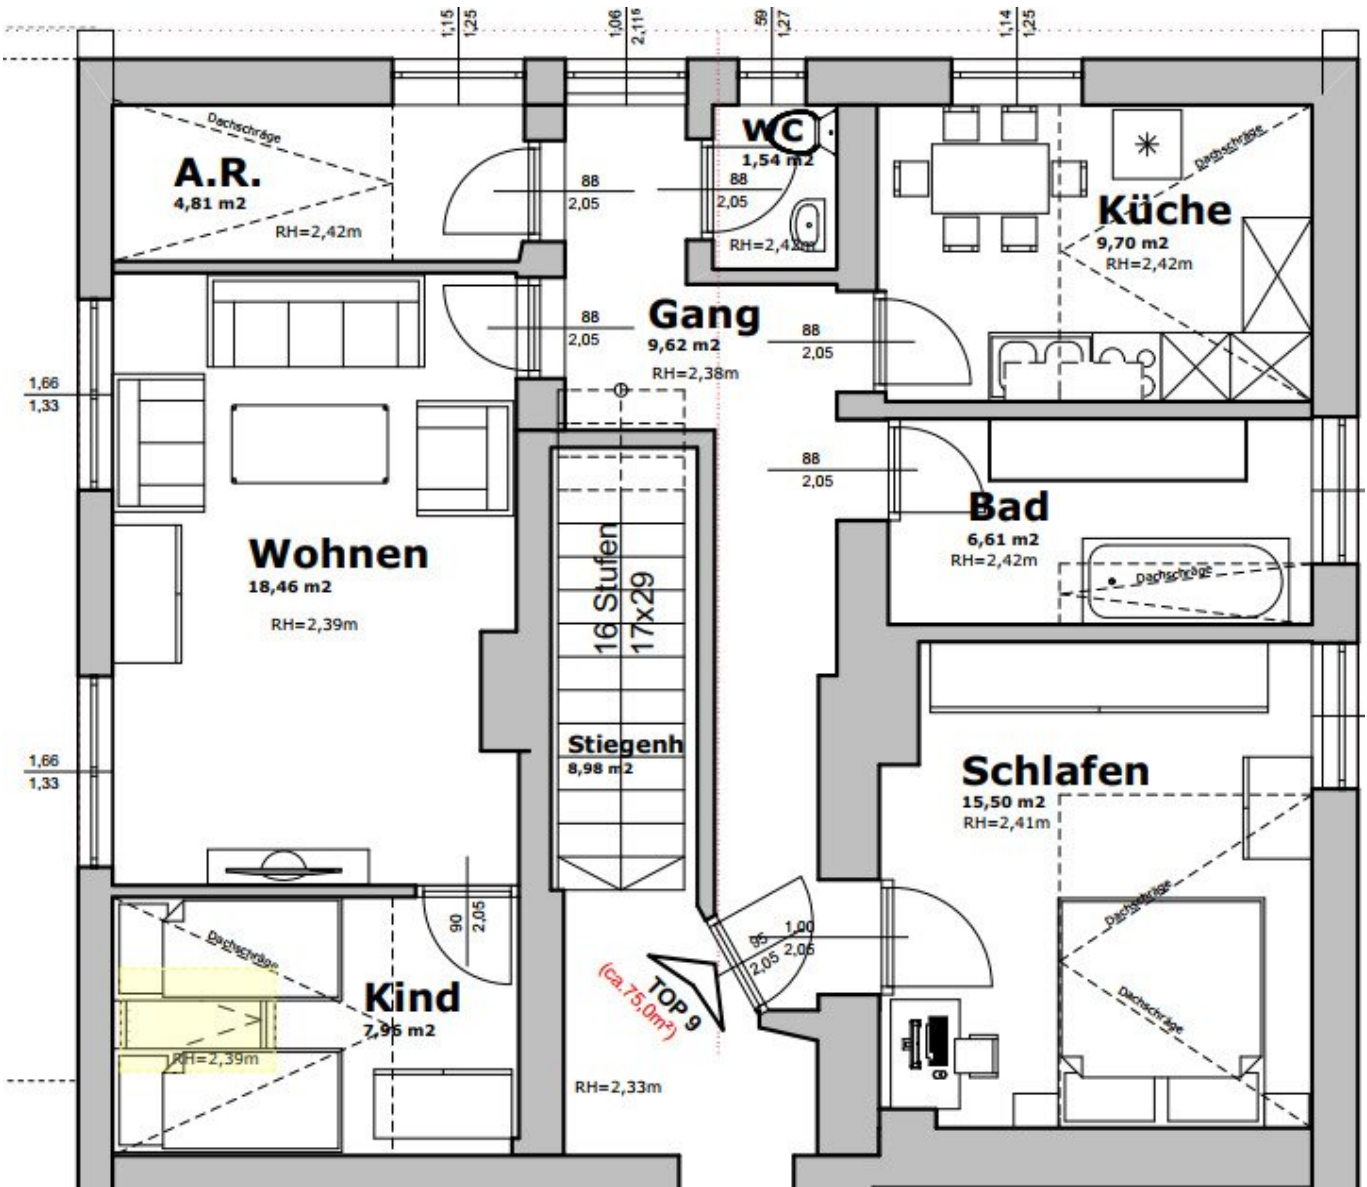 1,15
1,25
1,06
2,11⁵
59
1,27
1,14
1,25
Dachschräge
A.R.
4,81 m2
RH=2,42m
88
2,05
WC
1,54 m2
88
2,05
RH=2,42m
Dachschräge
Küche
9,70 m2
RH=2,42m
88
2,05
Gang
9,62 m2
RH=2,38m
88
2,05
1,66
1,33
88
2,05
Bad
6,61 m2
RH=2,42m
Dachschräge
Wohnen
18,46 m2
RH=2,39m
16 Stufen
17x29
Stiegenh
8,98 m2
1,66
1,33
Schlafen
15,50 m2
RH=2,41m
Dachschräge
Dachschräge
90
2,05
95
2,05
1,00
2,05
Dachschräge
Kind
7,96 m2
RH=2,39m
TOP 9
(ca.75,0m²)
RH=2,33m